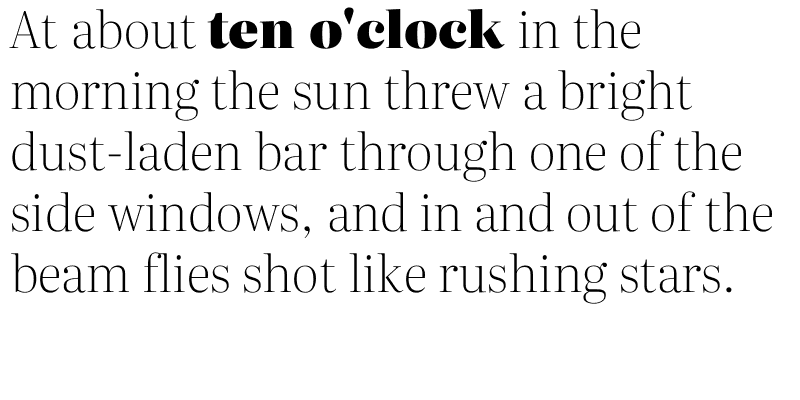 At about ten o'clock in the
morning the sun threw a bright
dust-laden bar through one of the
side windows, and in and out of the
beam flies shot like rushing stars.